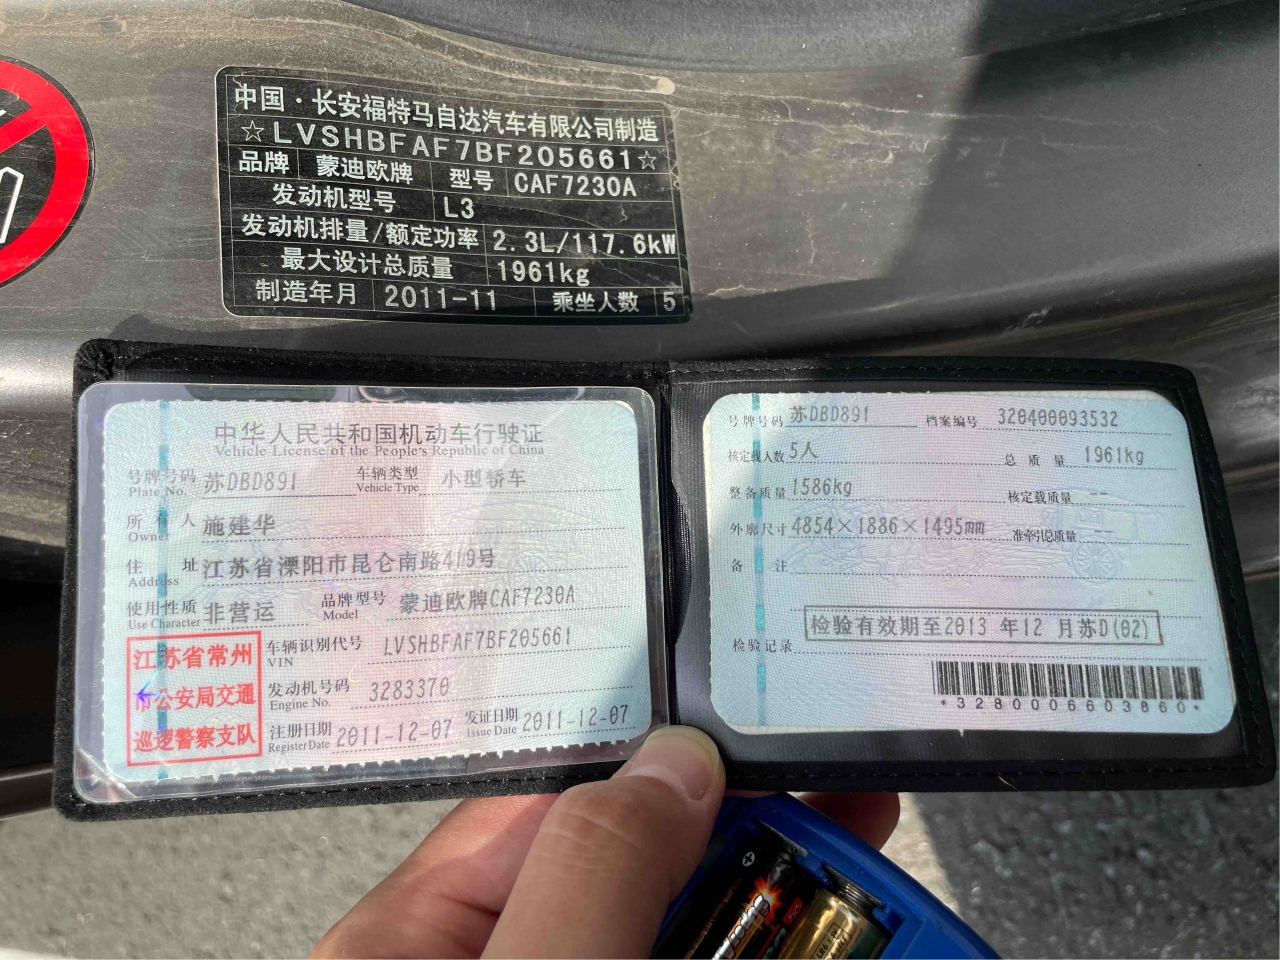 中国·长安福特马自达汽车有限公司制造
☆LVSHBFAF7BF205661☆
品牌 蒙迪欧牌 型号 CAF7230A
发动机型号 L3
发动机排量/额定功率 2.3L/117.6kW
最大设计总质量 1961kg
制造年月 2011-11 乘坐人数 5
中华人民共和国机动车行驶证
Vehicle License of the People's Republic of China
号牌号码 苏DBD891 车辆类型 小型轿车
Plate No. Vehicle Type
所有人 施建华
Owner
住址 江苏省溧阳市昆仑南路419号
Address
使用性质 非营运 品牌型号 蒙迪欧牌CAF7230A
Use Character Model
江苏省常州
市公安局交通
巡逻警察支队
车辆识别代号 LVSHBFAF7BF205661
VIN
发动机号码 3283370
Engine No.
注册日期 2011-12-07 发证日期 2011-12-07
Register Date Issue Date
号牌号码 苏DBD891 档案编号 320400093532
核定载人数 5人 总质量 1961kg
整备质量 1586kg 核定载质量 --
外廓尺寸 4854×1886×1495mm 准牵引总质量 --
备注
检验有效期至2013 年12 月苏D(02)
检验记录
*3280006603860*